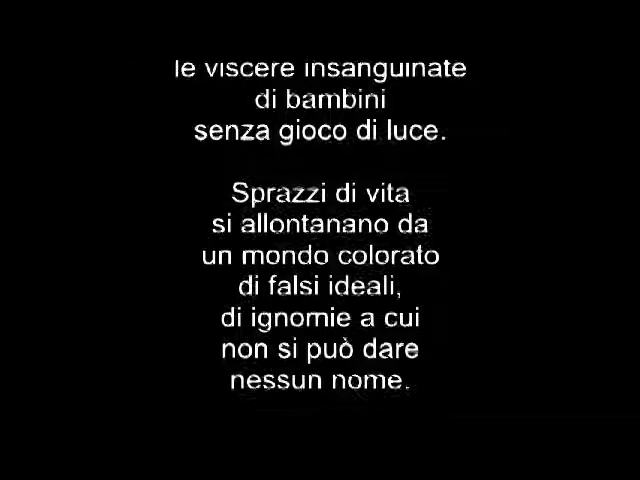 le viscere insanguinate
di bambini
senza gioco di luce.
Sprazzi di vita
si allontanano da
un mondo colorato
di falsi ideali,
di ignomie a cui
non si può dare
nessun nome.